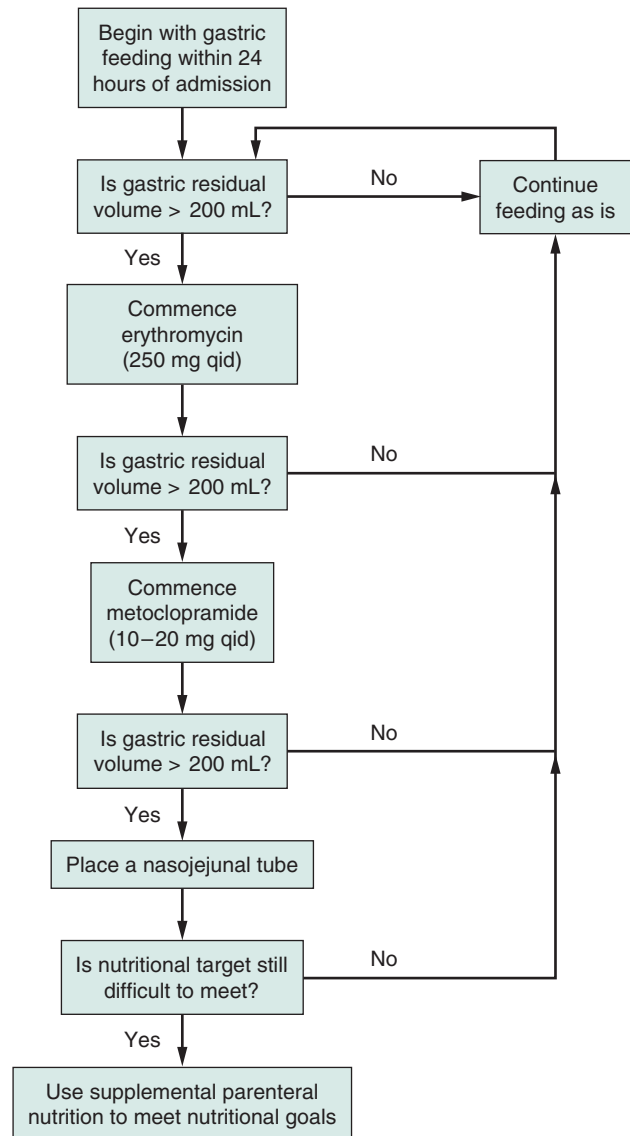 Begin with gastric
feeding within 24
hours of admission
Is gastric residual
volume > 200 mL?
No
Continue
feeding as is
Yes
Commence
erythromycin
(250 mg qid)
Is gastric residual
volume > 200 mL?
No
Yes
Commence
metoclopramide
(10–20 mg qid)
Is gastric residual
volume > 200 mL?
No
Yes
Place a nasojejunal tube
Is nutritional target still
difficult to meet?
No
Yes
Use supplemental parenteral
nutrition to meet nutritional goals